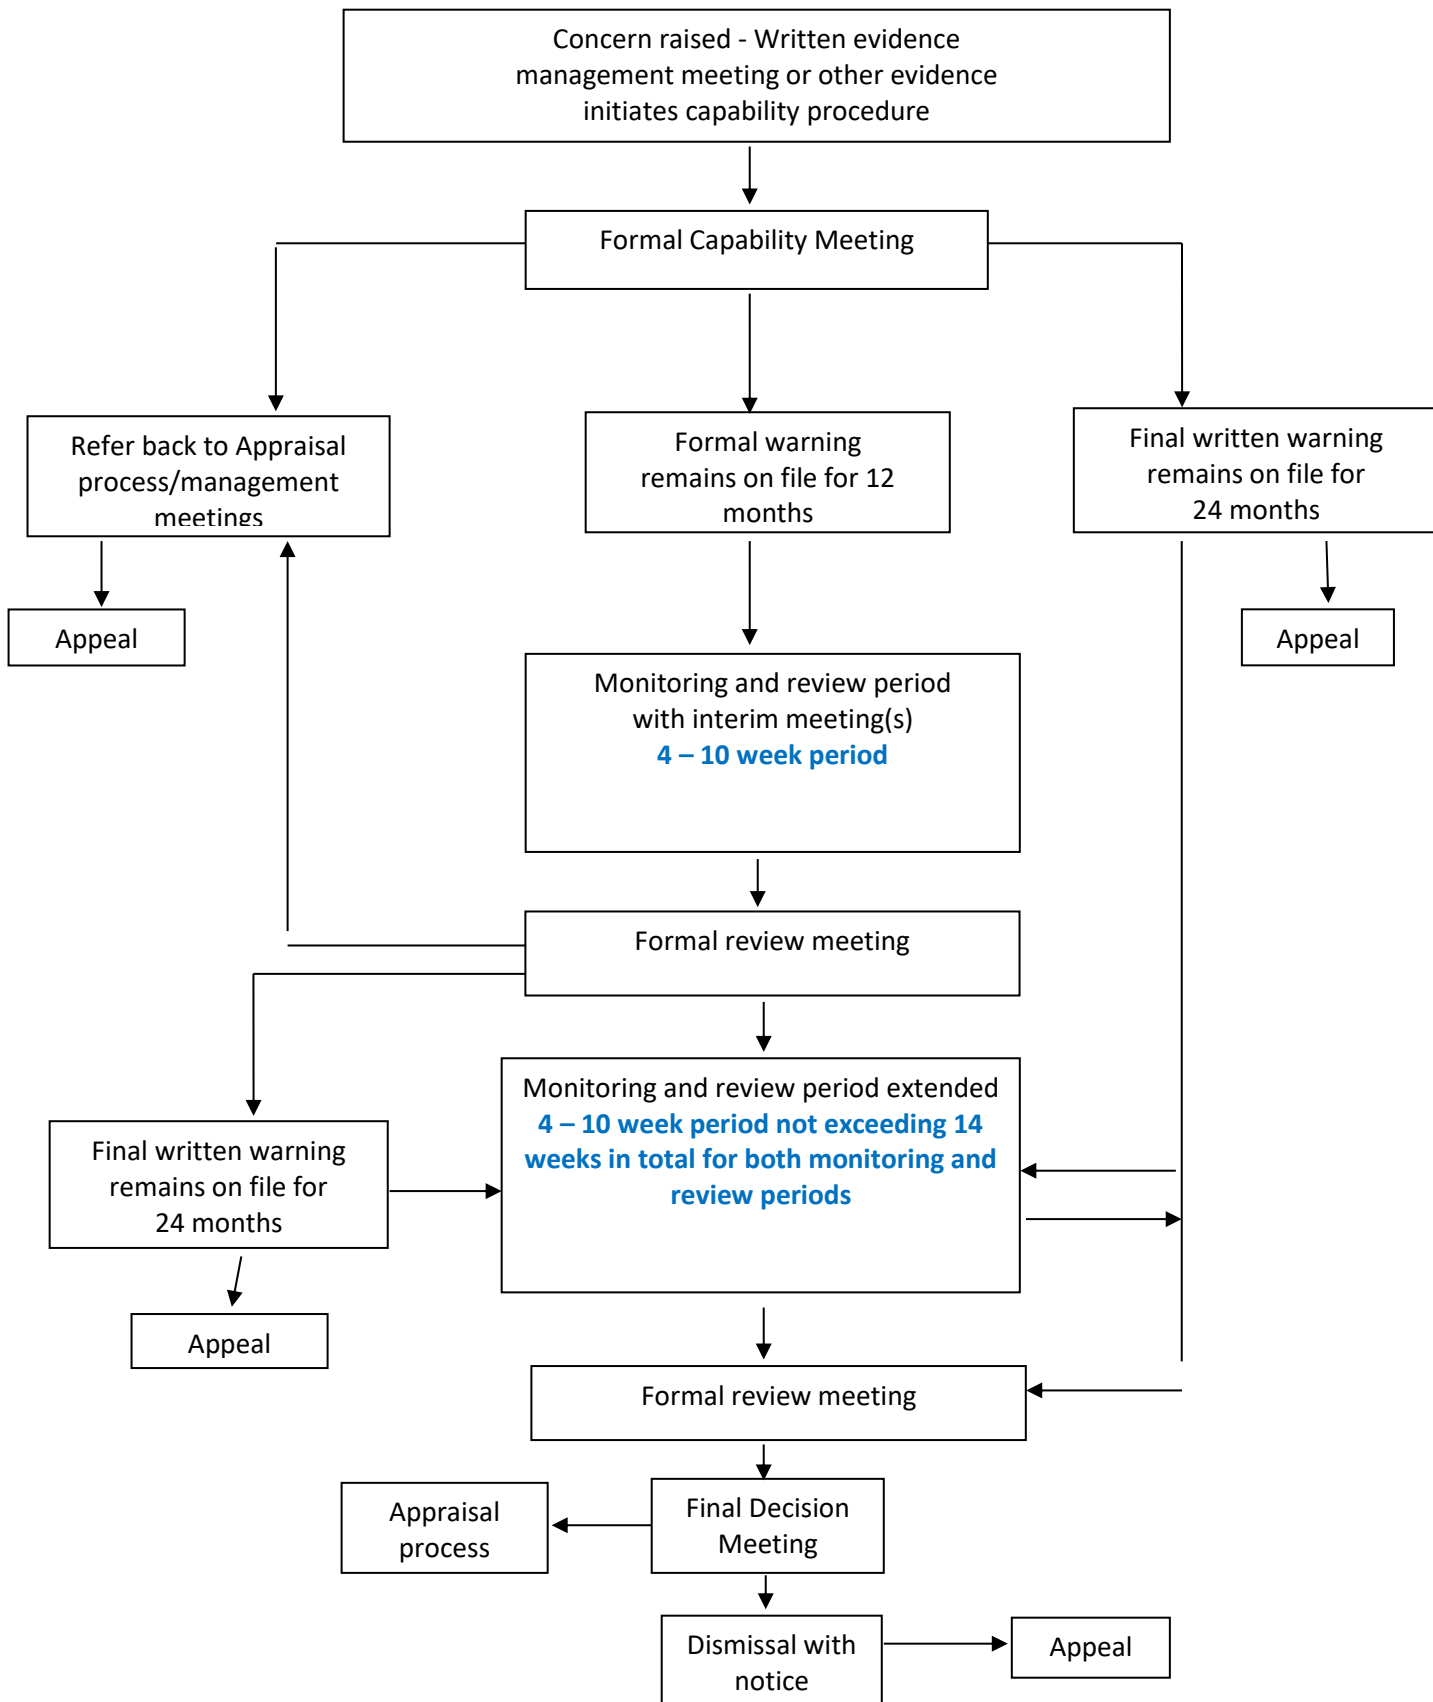 Concern raised - Written evidence
management meeting or other evidence
initiates capability procedure
Formal Capability Meeting
Refer back to Appraisal
process/management
meetings
Formal warning
remains on file for 12
months
Final written warning
remains on file for
24 months
Appeal
Appeal
Monitoring and review period
with interim meeting(s)
4 – 10 week period
Formal review meeting
Monitoring and review period extended
4 – 10 week period not exceeding 14
weeks in total for both monitoring and
review periods
Final written warning
remains on file for
24 months
Appeal
Formal review meeting
Appraisal
process
Final Decision
Meeting
Dismissal with
notice
Appeal